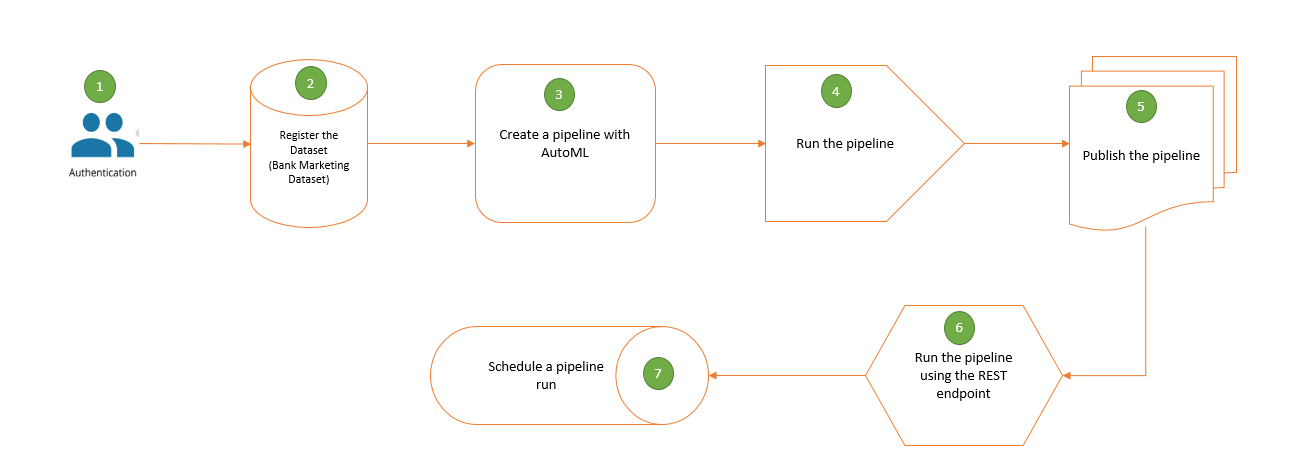 1
Authentication
2
Register the
Dataset
(Bank Marketing
Dataset)
3
Create a pipeline with
AutoML
4
Run the pipeline
5
Publish the pipeline
6
Run the pipeline
using the REST
endpoint
Schedule a pipeline
run
7